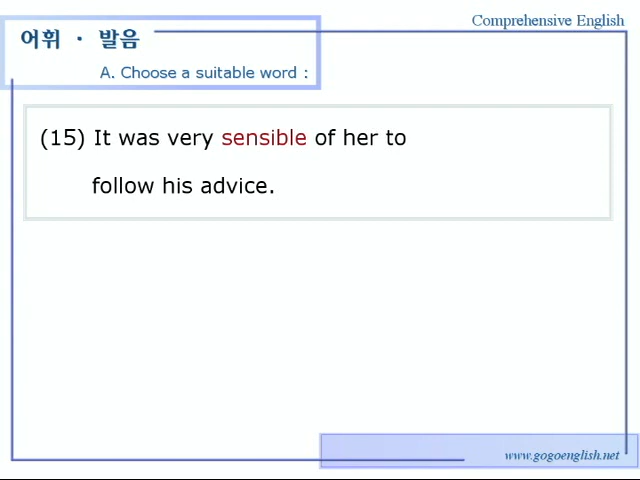 Comprehensive English
어휘 · 발음
A. Choose a suitable word :
(15) It was very sensible of her to
follow his advice.
www.gogoenglish.net